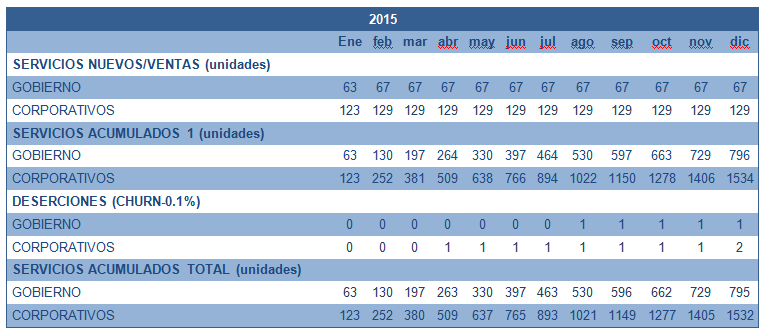 2015
Ene feb mar abr may jun jul ago sep oct nov dic
SERVICIOS NUEVOS/VENTAS (unidades)
GOBIERNO 63 67 67 67 67 67 67 67 67 67 67 67
CORPORATIVOS 123 129 129 129 129 129 129 129 129 129 129 129
SERVICIOS ACUMULADOS 1 (unidades)
GOBIERNO 63 130 197 264 330 397 464 530 597 663 729 796
CORPORATIVOS 123 252 381 509 638 766 894 1022 1150 1278 1406 1534
DESERCIONES (CHURN-0.1%)
GOBIERNO 0 0 0 0 0 0 0 1 1 1 1 1
CORPORATIVOS 0 0 0 1 1 1 1 1 1 1 1 2
SERVICIOS ACUMULADOS TOTAL (unidades)
GOBIERNO 63 130 197 263 330 397 463 530 596 662 729 795
CORPORATIVOS 123 252 380 509 637 765 893 1021 1149 1277 1405 1532